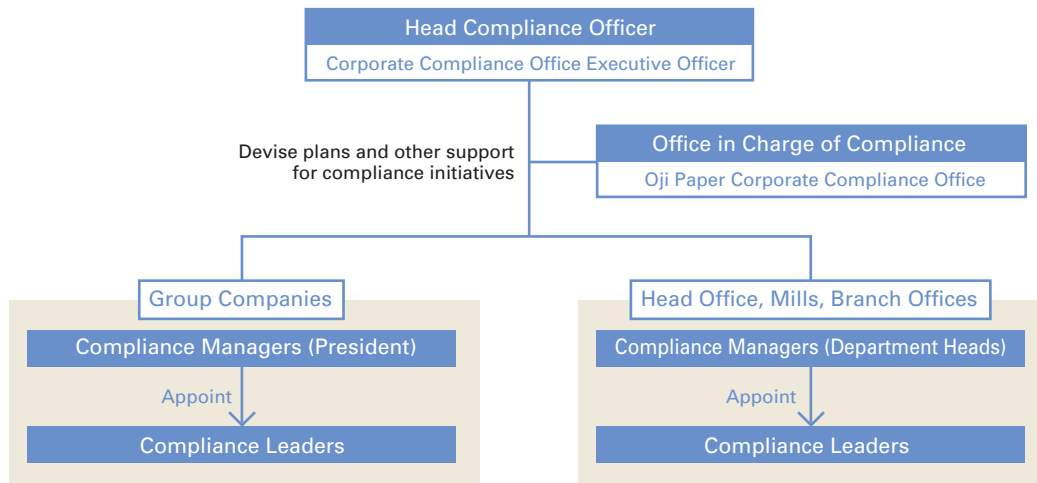 Head Compliance Officer
Corporate Compliance Office Executive Officer
Devise plans and other support
for compliance initiatives
Office in Charge of Compliance
Oji Paper Corporate Compliance Office
Group Companies
Compliance Managers (President)
Appoint
Compliance Leaders
Head Office, Mills, Branch Offices
Compliance Managers (Department Heads)
Appoint
Compliance Leaders